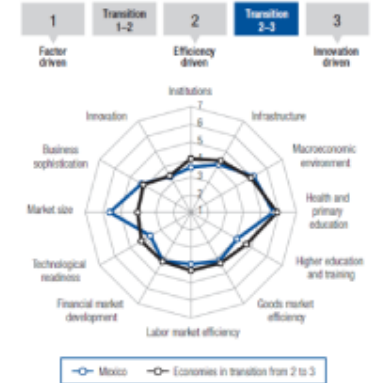 1
Transition
1–2
2
Transition
2–3
3
Factor
driven
Efficiency
driven
Innovation
driven
Institutions
Innovation
Infrastructure
Business
sophistication
Macroeconomic
environment
Market size
Health and
primary
education
Technological
readiness
Higher education
and training
Financial market
development
Goods market
efficiency
Labor market efficiency
7
6
5
4
3
2
1
Mexico
Economies in transition from 2 to 3